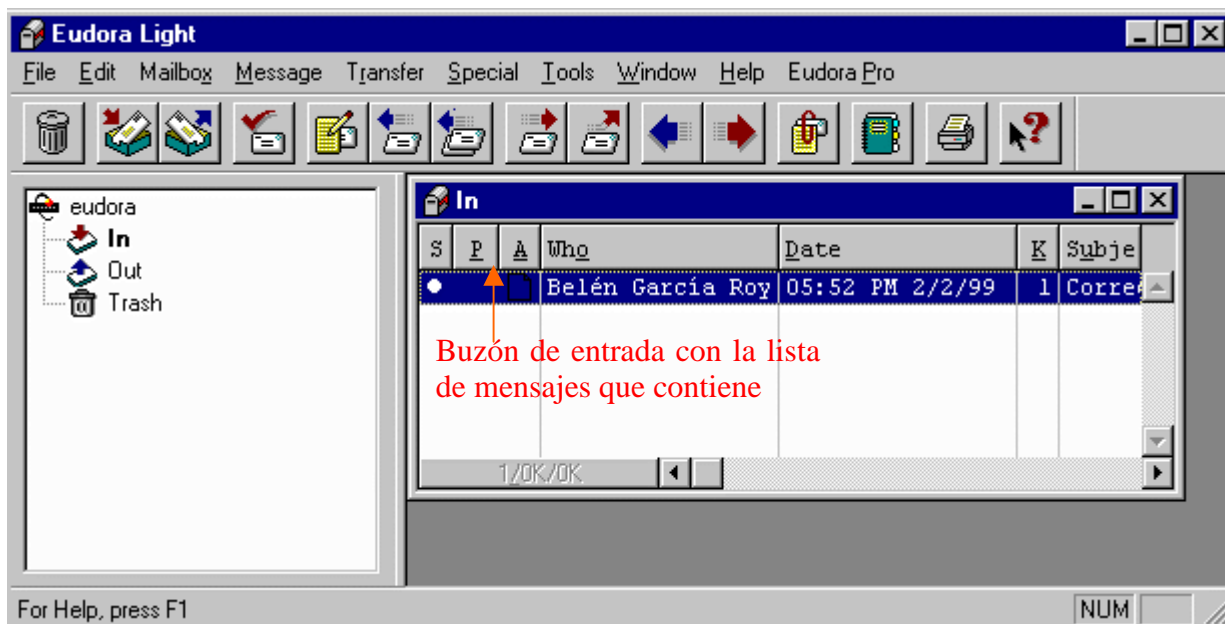 Eudora Light
File Edit Mailbox Message Transfer Special Tools Window Help Eudora Pro
eudora
In
Out
Trash
In
S P A Who Date K Subje
Belén García Roy 05:52 PM 2/2/99 1 Corre
Buzón de entrada con la lista
de mensajes que contiene
1/0K/0K
For Help, press F1
NUM